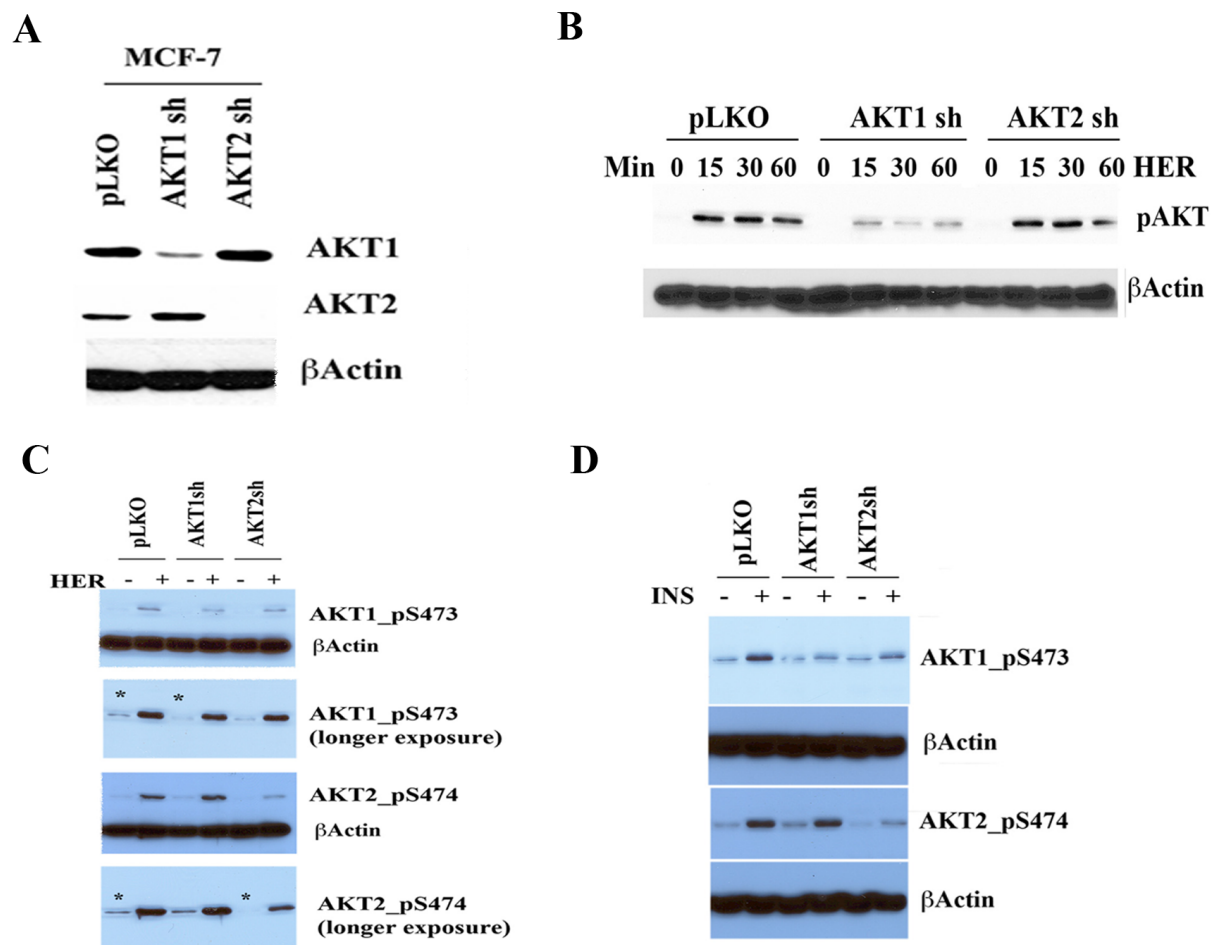 A
MCF-7
pLKO
AKT1 sh
AKT2 sh
AKT1
AKT2
βActin
B
pLKO AKT1 sh AKT2 sh
Min 0 15 30 60 0 15 30 60 0 15 30 60 HER
pAKT
βActin
C
pLKO
AKT1sh
AKT2sh
HER - + - + - +
AKT1_pS473
βActin
* *
AKT1_pS473
(longer exposure)
AKT2_pS474
βActin
* *
AKT2_pS474
(longer exposure)
D
pLKO
AKT1sh
AKT2sh
INS - + - + - +
AKT1_pS473
βActin
AKT2_pS474
βActin